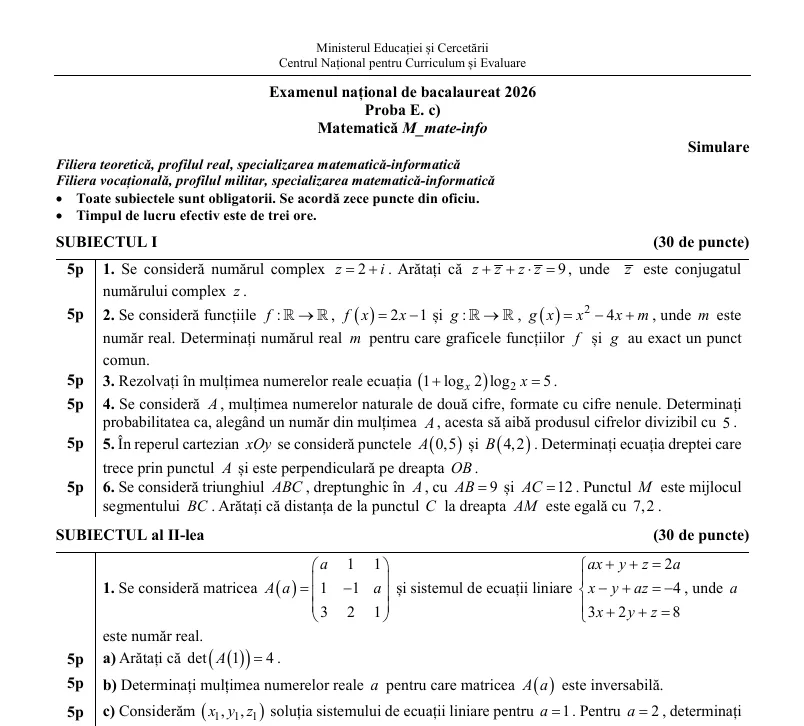 Ministerul Educației și Cercetării
Centrul Național pentru Curriculum și Evaluare
Examenul național de bacalaureat 2026
Proba E. c)
Matematică M_mate-info
Simulare
Filiera teoretică, profilul real, specializarea matematică-informatică
Filiera vocațională, profilul militar, specializarea matematică-informatică
• Toate subiectele sunt obligatorii. Se acordă zece puncte din oficiu.
• Timpul de lucru efectiv este de trei ore.
SUBIECTUL I (30 de puncte)
5p 1. Se consideră numărul complex z = 2 + i . Arătați că z + z̅ + z · z̅ = 9 , unde z̅ este conjugatul
numărului complex z .
5p 2. Se consideră funcțiile f : ℝ → ℝ , f(x) = 2x − 1 și g : ℝ → ℝ , g(x) = x² − 4x + m , unde m este
număr real. Determinați numărul real m pentru care graficele funcțiilor f și g au exact un punct
comun.
5p 3. Rezolvați în mulțimea numerelor reale ecuația (1 + logₓ 2) log₂ x = 5 .
5p 4. Se consideră A , mulțimea numerelor naturale de două cifre, formate cu cifre nenule. Determinați
probabilitatea ca, alegând un număr din mulțimea A , acesta să aibă produsul cifrelor divizibil cu 5 .
5p 5. În reperul cartezian xOy se consideră punctele A(0,5) și B(4,2) . Determinați ecuația dreptei care
trece prin punctul A și este perpendiculară pe dreapta OB .
5p 6. Se consideră triunghiul ABC , dreptunghic în A , cu AB = 9 și AC = 12 . Punctul M este mijlocul
segmentului BC . Arătați că distanța de la punctul C la dreapta AM este egală cu 7,2 .
SUBIECTUL al II-lea (30 de puncte)
a 1 1 ax + y + z = 2a
1. Se consideră matricea A(a) = 1 −1 a și sistemul de ecuații liniare x − y + az = −4 , unde a
3 2 1 3x + 2y + z = 8
este număr real.
5p a) Arătați că det(A(1)) = 4 .
5p b) Determinați mulțimea numerelor reale a pentru care matricea A(a) este inversabilă.
5p c) Considerăm (x₁, y₁, z₁) soluția sistemului de ecuații liniare pentru a = 1 . Pentru a = 2 , determinați